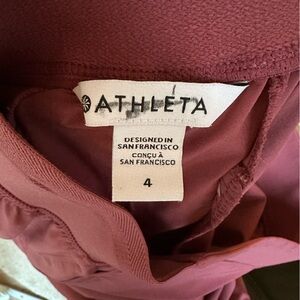 ATHLETA
DESIGNED IN
SAN FRANCISCO
CONÇU À
SAN FRANCISCO
4